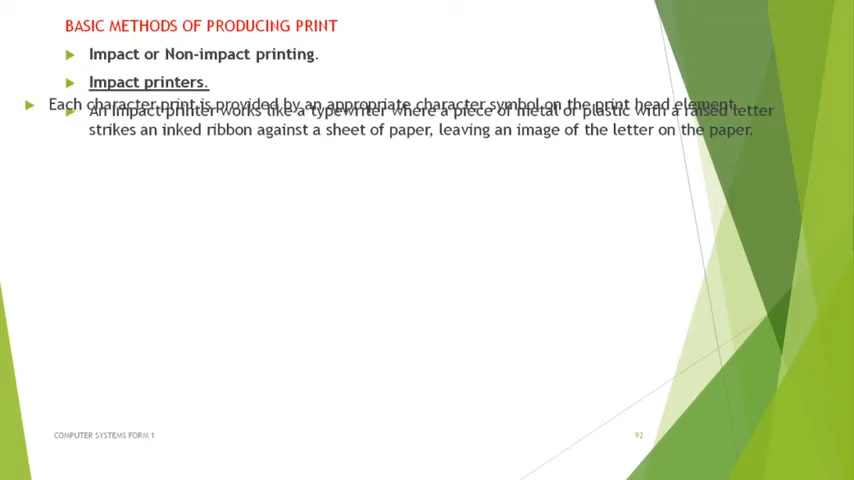 BASIC METHODS OF PRODUCING PRINT
Impact or Non-impact printing.
Impact printers.
Each character print is provided by an appropriate character symbol on the print head element.
An impact printer works like a typewriter where a piece of metal or plastic with a raised letter
strikes an inked ribbon against a sheet of paper, leaving an image of the letter on the paper.
COMPUTER SYSTEMS FORM 1
92